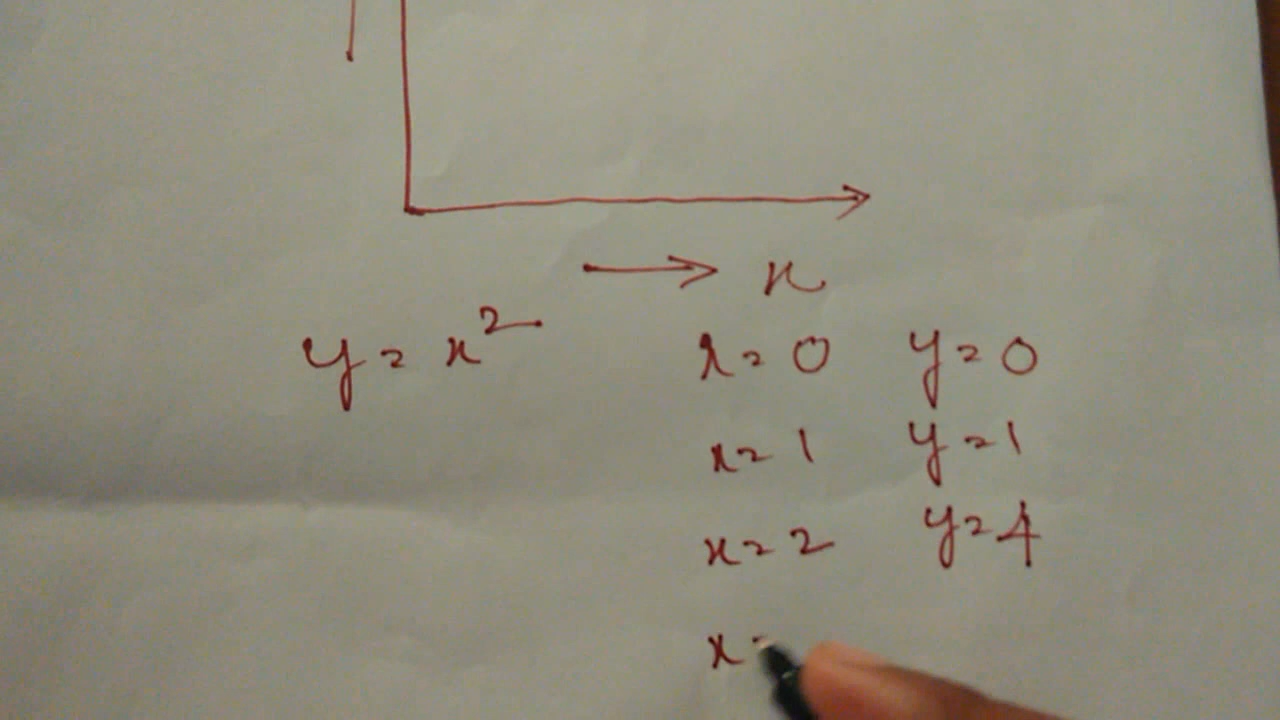 x
y = x² x = 0 y = 0
x = 1 y = 1
x = 2 y = 4
x =